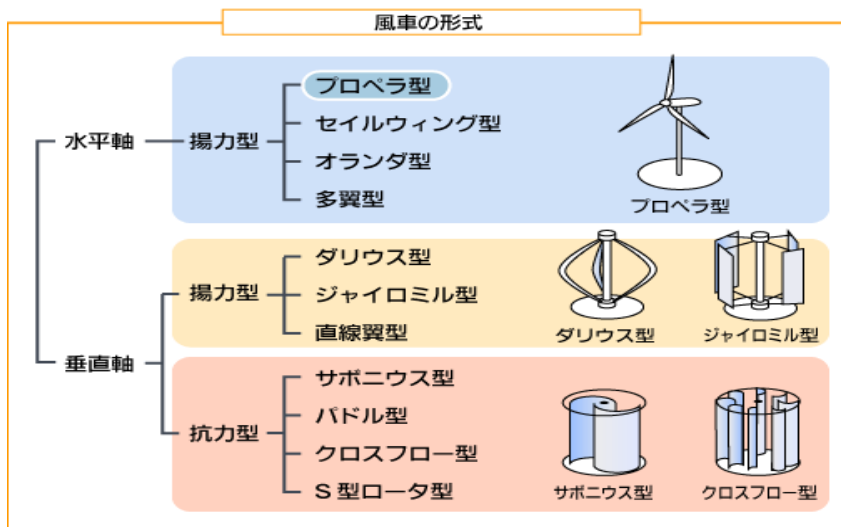 風車の形式
水平軸
揚力型
プロペラ型
セイルウィング型
オランダ型
多翼型
プロペラ型
垂直軸
揚力型
ダリウス型
ジャイロミル型
直線翼型
ダリウス型
ジャイロミル型
抗力型
サボニウス型
パドル型
クロスフロー型
S型ロータ型
サボニウス型
クロスフロー型